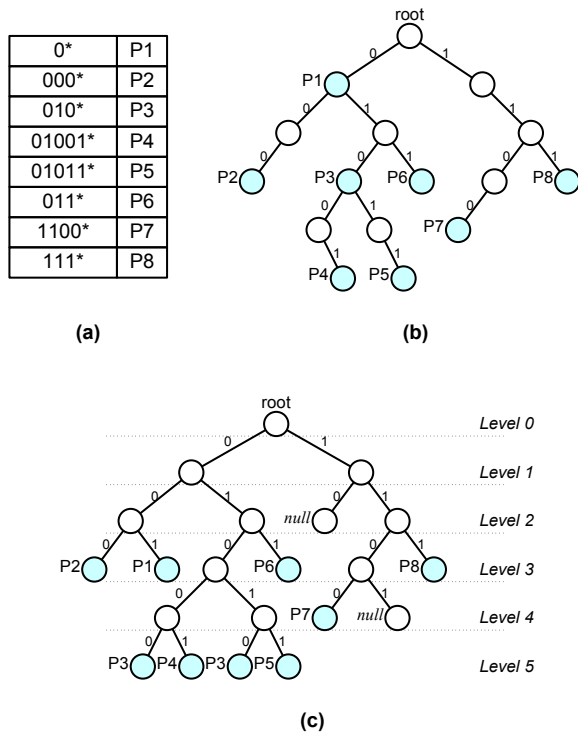 0* P1
000* P2
010* P3
01001* P4
01011* P5
011* P6
1100* P7
111* P8
(a)
root
0 1
P1
0 1 1
0 0 1 0 1
P2 P3 P6 P8
0 1 0
P7
1 1
P4 P5
(b)
root
Level 0
0 1
Level 1
0 1 0 1
null
Level 2
0 1 0 1 0 1
P2 P1 P6 P8
Level 3
0 1 0 1
P7 null
Level 4
0 1 0 1
P3 P4 P3 P5
Level 5
(c)